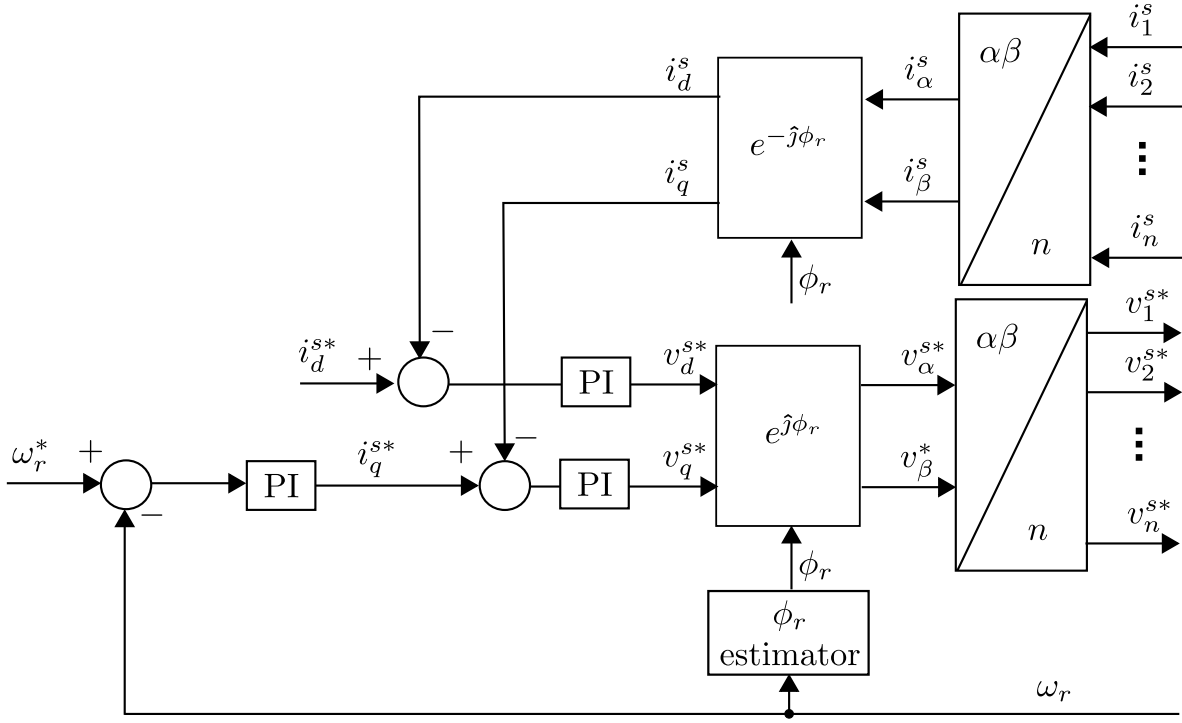 i_1^s
αβ
i_d^s
i_α^s
i_2^s
e^{-ĵϕ_r}
⋮
i_q^s
i_β^s
i_n^s
n
ϕ_r
v_1^{s*}
−
αβ
i_d^{s*}
+
PI
v_d^{s*}
v_α^{s*}
v_2^{s*}
e^{ĵϕ_r}
⋮
−
ω_r^*
+
PI
i_q^{s*}
+
PI
v_q^{s*}
v_β^*
−
n
v_n^{s*}
ϕ_r
ϕ_r
estimator
ω_r